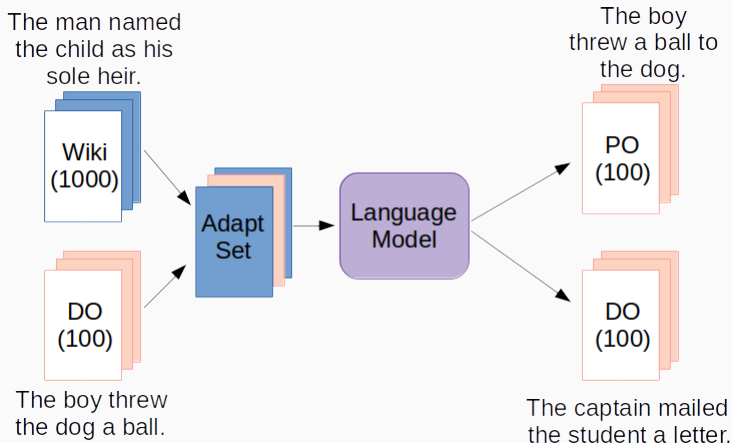 The man named
the child as his
sole heir.
Wiki
(1000)
DO
(100)
The boy threw
the dog a ball.
Adapt
Set
Language
Model
The boy
threw a ball to
the dog.
PO
(100)
DO
(100)
The captain mailed
the student a letter.